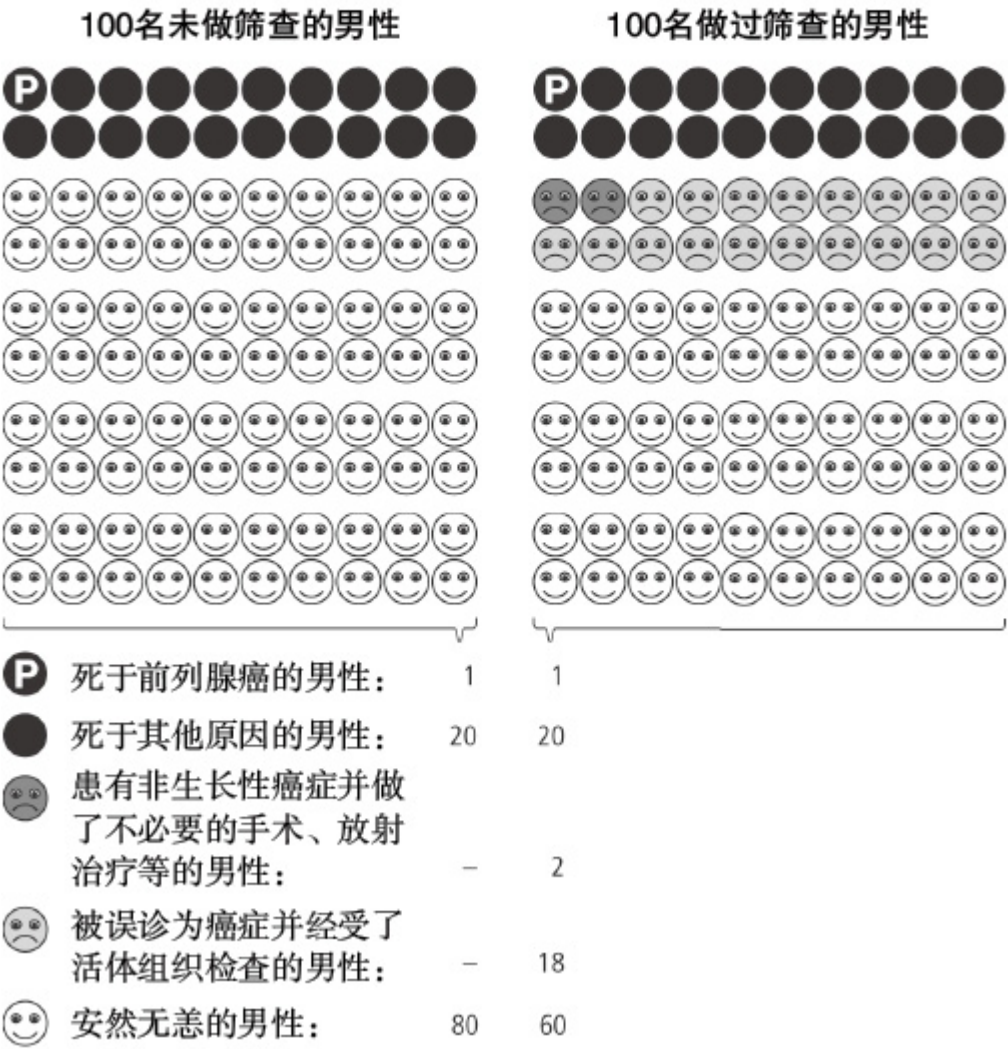 100名未做筛查的男性
100名做过筛查的男性
P
P
P 死于前列腺癌的男性： 1 1
死于其他原因的男性： 20 20
患有非生长性癌症并做
了不必要的手术、放射
治疗等的男性： – 2
被误诊为癌症并经受了
活体组织检查的男性： – 18
安然无恙的男性： 80 60